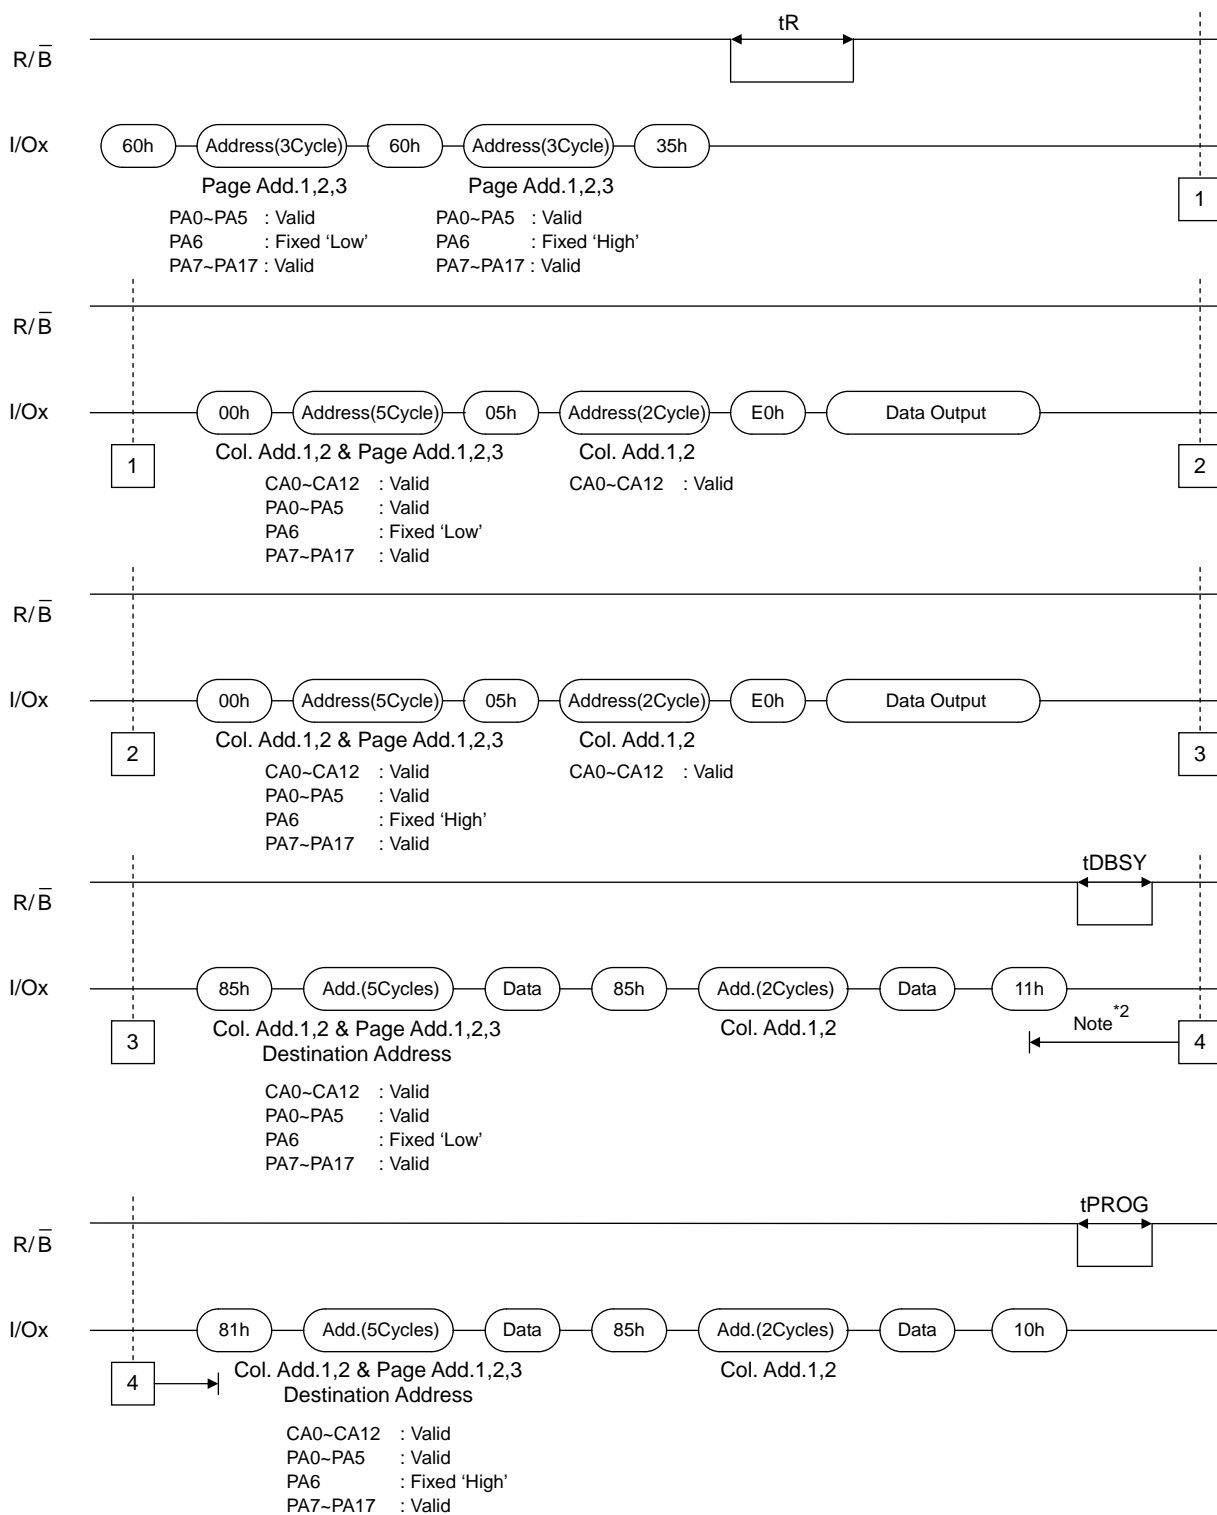 tR
R/B̅
I/Ox 60h Address(3Cycle) 60h Address(3Cycle) 35h
Page Add.1,2,3 Page Add.1,2,3
1
PA0~PA5 : Valid PA0~PA5 : Valid
PA6 : Fixed ‘Low’ PA6 : Fixed ‘High’
PA7~PA17 : Valid PA7~PA17 : Valid
R/B̅
I/Ox 00h Address(5Cycle) 05h Address(2Cycle) E0h Data Output
Col. Add.1,2 & Page Add.1,2,3 Col. Add.1,2
1 2
CA0~CA12 : Valid CA0~CA12 : Valid
PA0~PA5 : Valid
PA6 : Fixed ‘Low’
PA7~PA17 : Valid
R/B̅
I/Ox 00h Address(5Cycle) 05h Address(2Cycle) E0h Data Output
Col. Add.1,2 & Page Add.1,2,3 Col. Add.1,2
2 3
CA0~CA12 : Valid CA0~CA12 : Valid
PA0~PA5 : Valid
PA6 : Fixed ‘High’
PA7~PA17 : Valid
tDBSY
R/B̅
I/Ox 85h Add.(5Cycles) Data 85h Add.(2Cycles) Data 11h
Col. Add.1,2 & Page Add.1,2,3 Col. Add.1,2 Note*2
3 4
Destination Address
CA0~CA12 : Valid
PA0~PA5 : Valid
PA6 : Fixed ‘Low’
PA7~PA17 : Valid
tPROG
R/B̅
I/Ox 81h Add.(5Cycles) Data 85h Add.(2Cycles) Data 10h
Col. Add.1,2 & Page Add.1,2,3 Col. Add.1,2
4
Destination Address
CA0~CA12 : Valid
PA0~PA5 : Valid
PA6 : Fixed ‘High’
PA7~PA17 : Valid